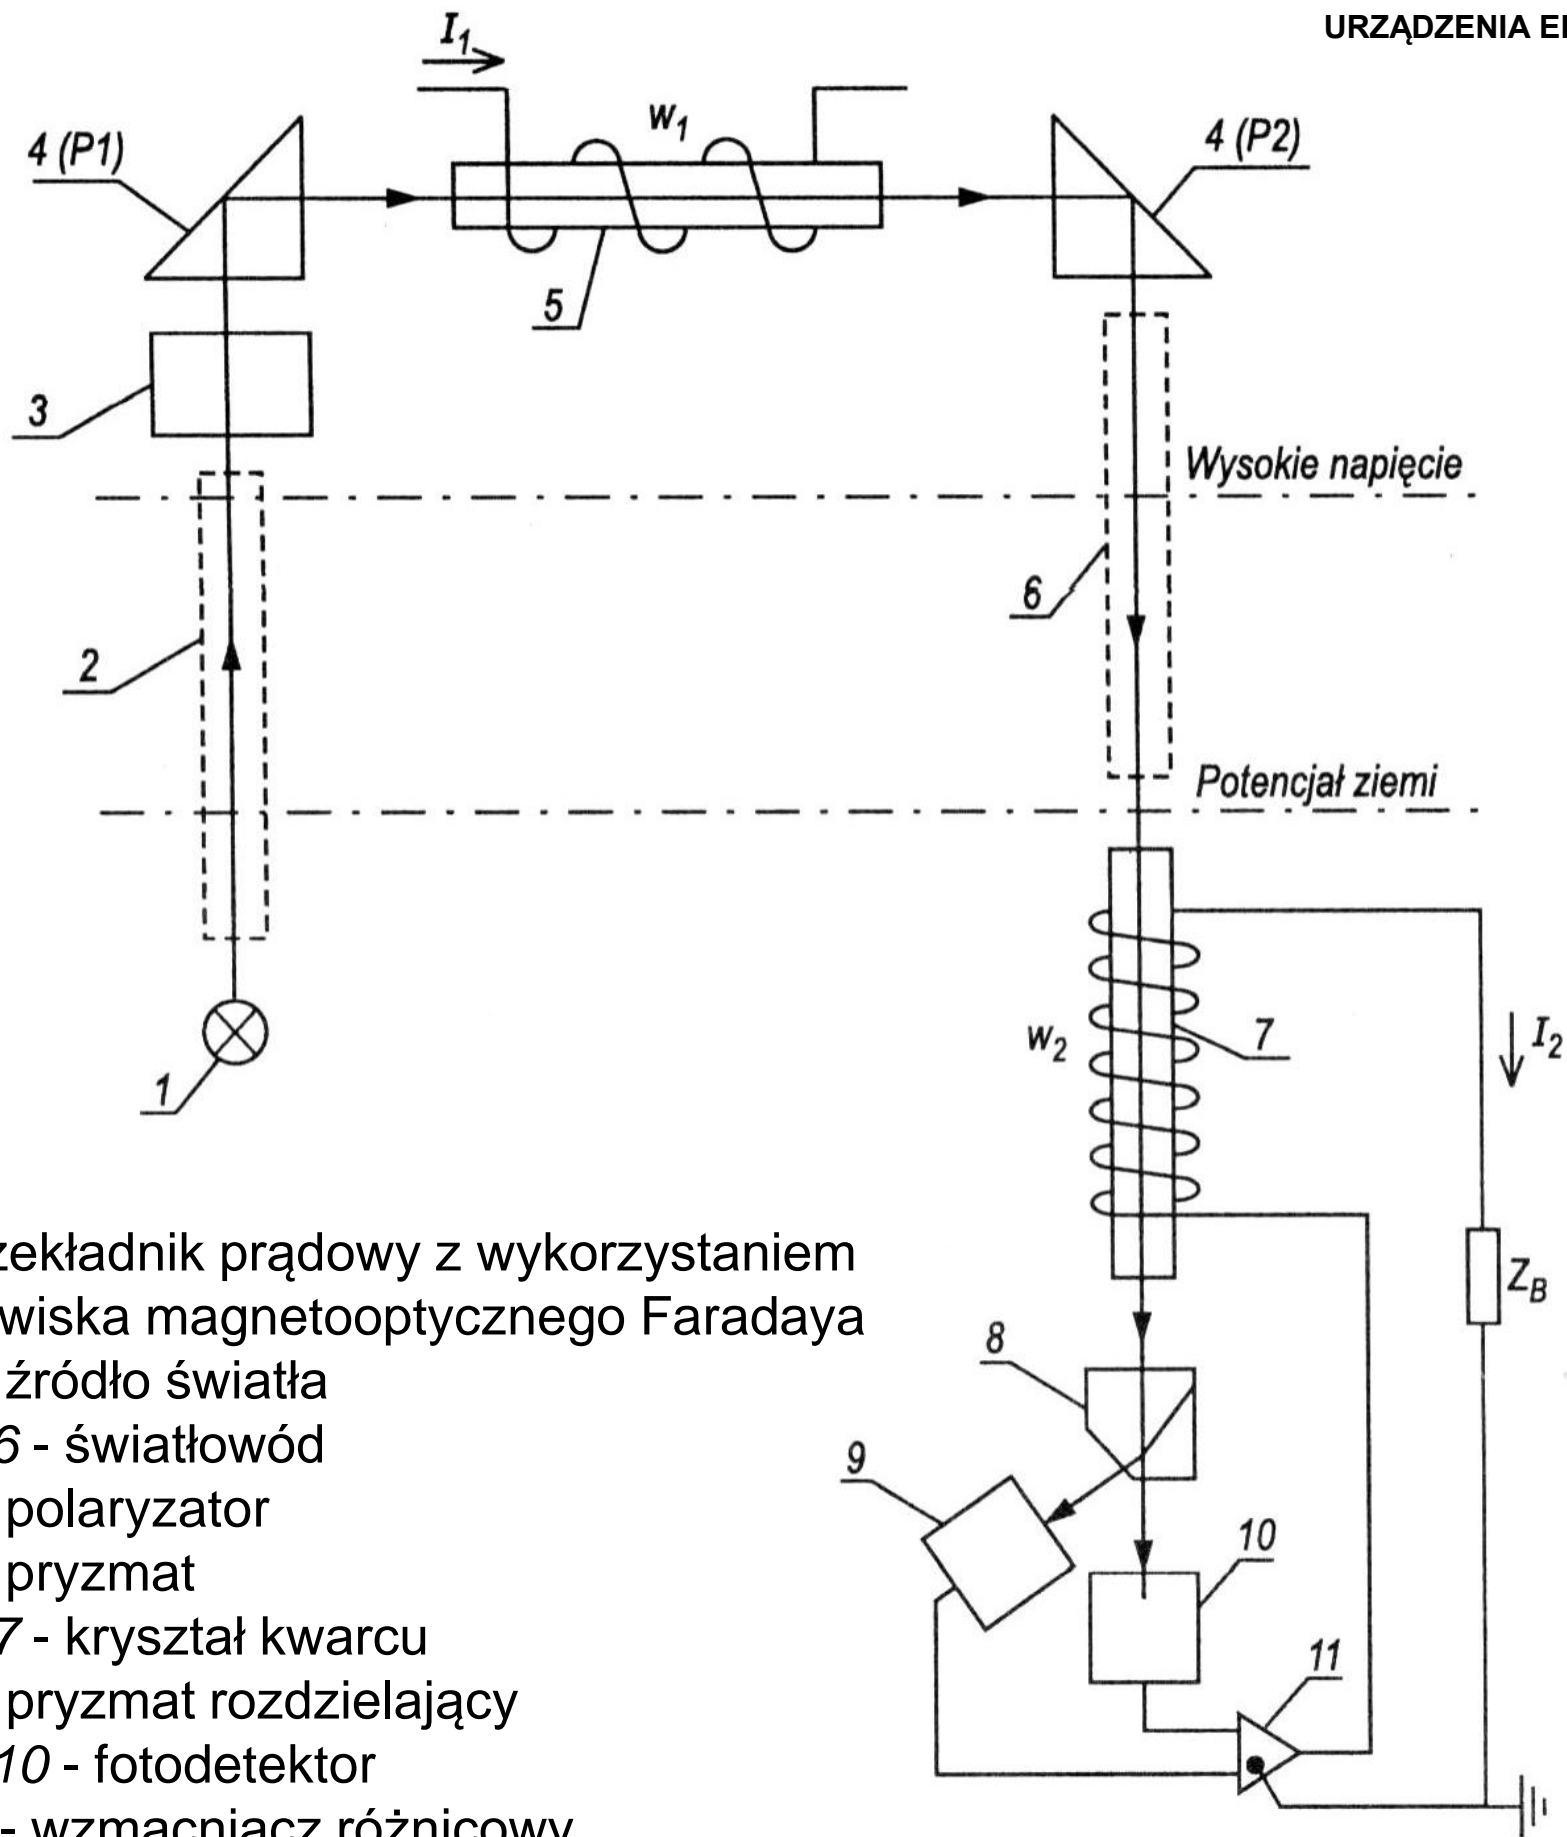 URZĄDZENIA
I1
w1
4 (P1)
4 (P2)
5
3
Wysokie napięcie
6
2
Potencjał ziemi
w2
7
I2
1
ZB
zekładnik prądowy z wykorzystaniem
wiska magnetooptycznego Faradaya
źródło światła
6 - światłowód
polaryzator
pryzmat
7 - kryształ kwarcu
pryzmat rozdzielający
10 - fotodetektor
- wzmacniacz różnicowy
8
9
10
11